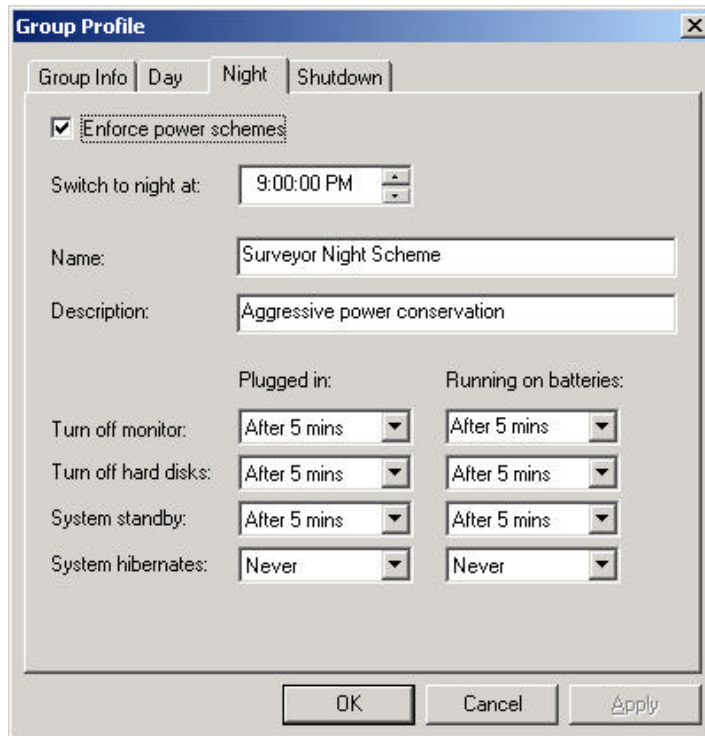 Group Profile
Group Info Day Night Shutdown
Enforce power schemes
Switch to night at: 9:00:00 PM
Name: Surveyor Night Scheme
Description: Aggressive power conservation
Plugged in: Running on batteries:
Turn off monitor: After 5 mins After 5 mins
Turn off hard disks: After 5 mins After 5 mins
System standby: After 5 mins After 5 mins
System hibernates: Never Never
OK Cancel Apply